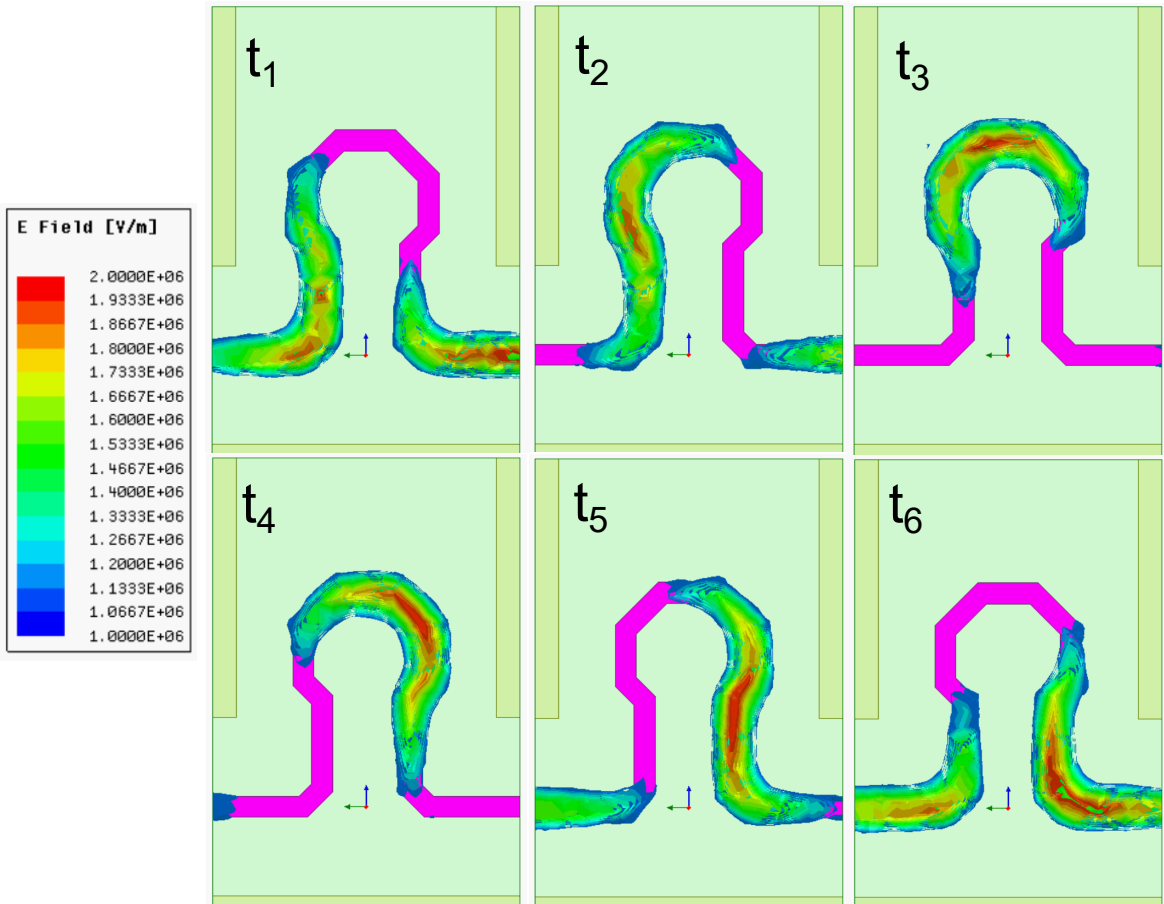 t₁
t₂
t₃
E Field [V/m]
2.0000E+06
1.9333E+06
1.8667E+06
1.8000E+06
1.7333E+06
1.6667E+06
1.6000E+06
1.5333E+06
1.4667E+06
1.4000E+06
1.3333E+06
1.2667E+06
1.2000E+06
1.1333E+06
1.0667E+06
1.0000E+06
t₄
t₅
t₆